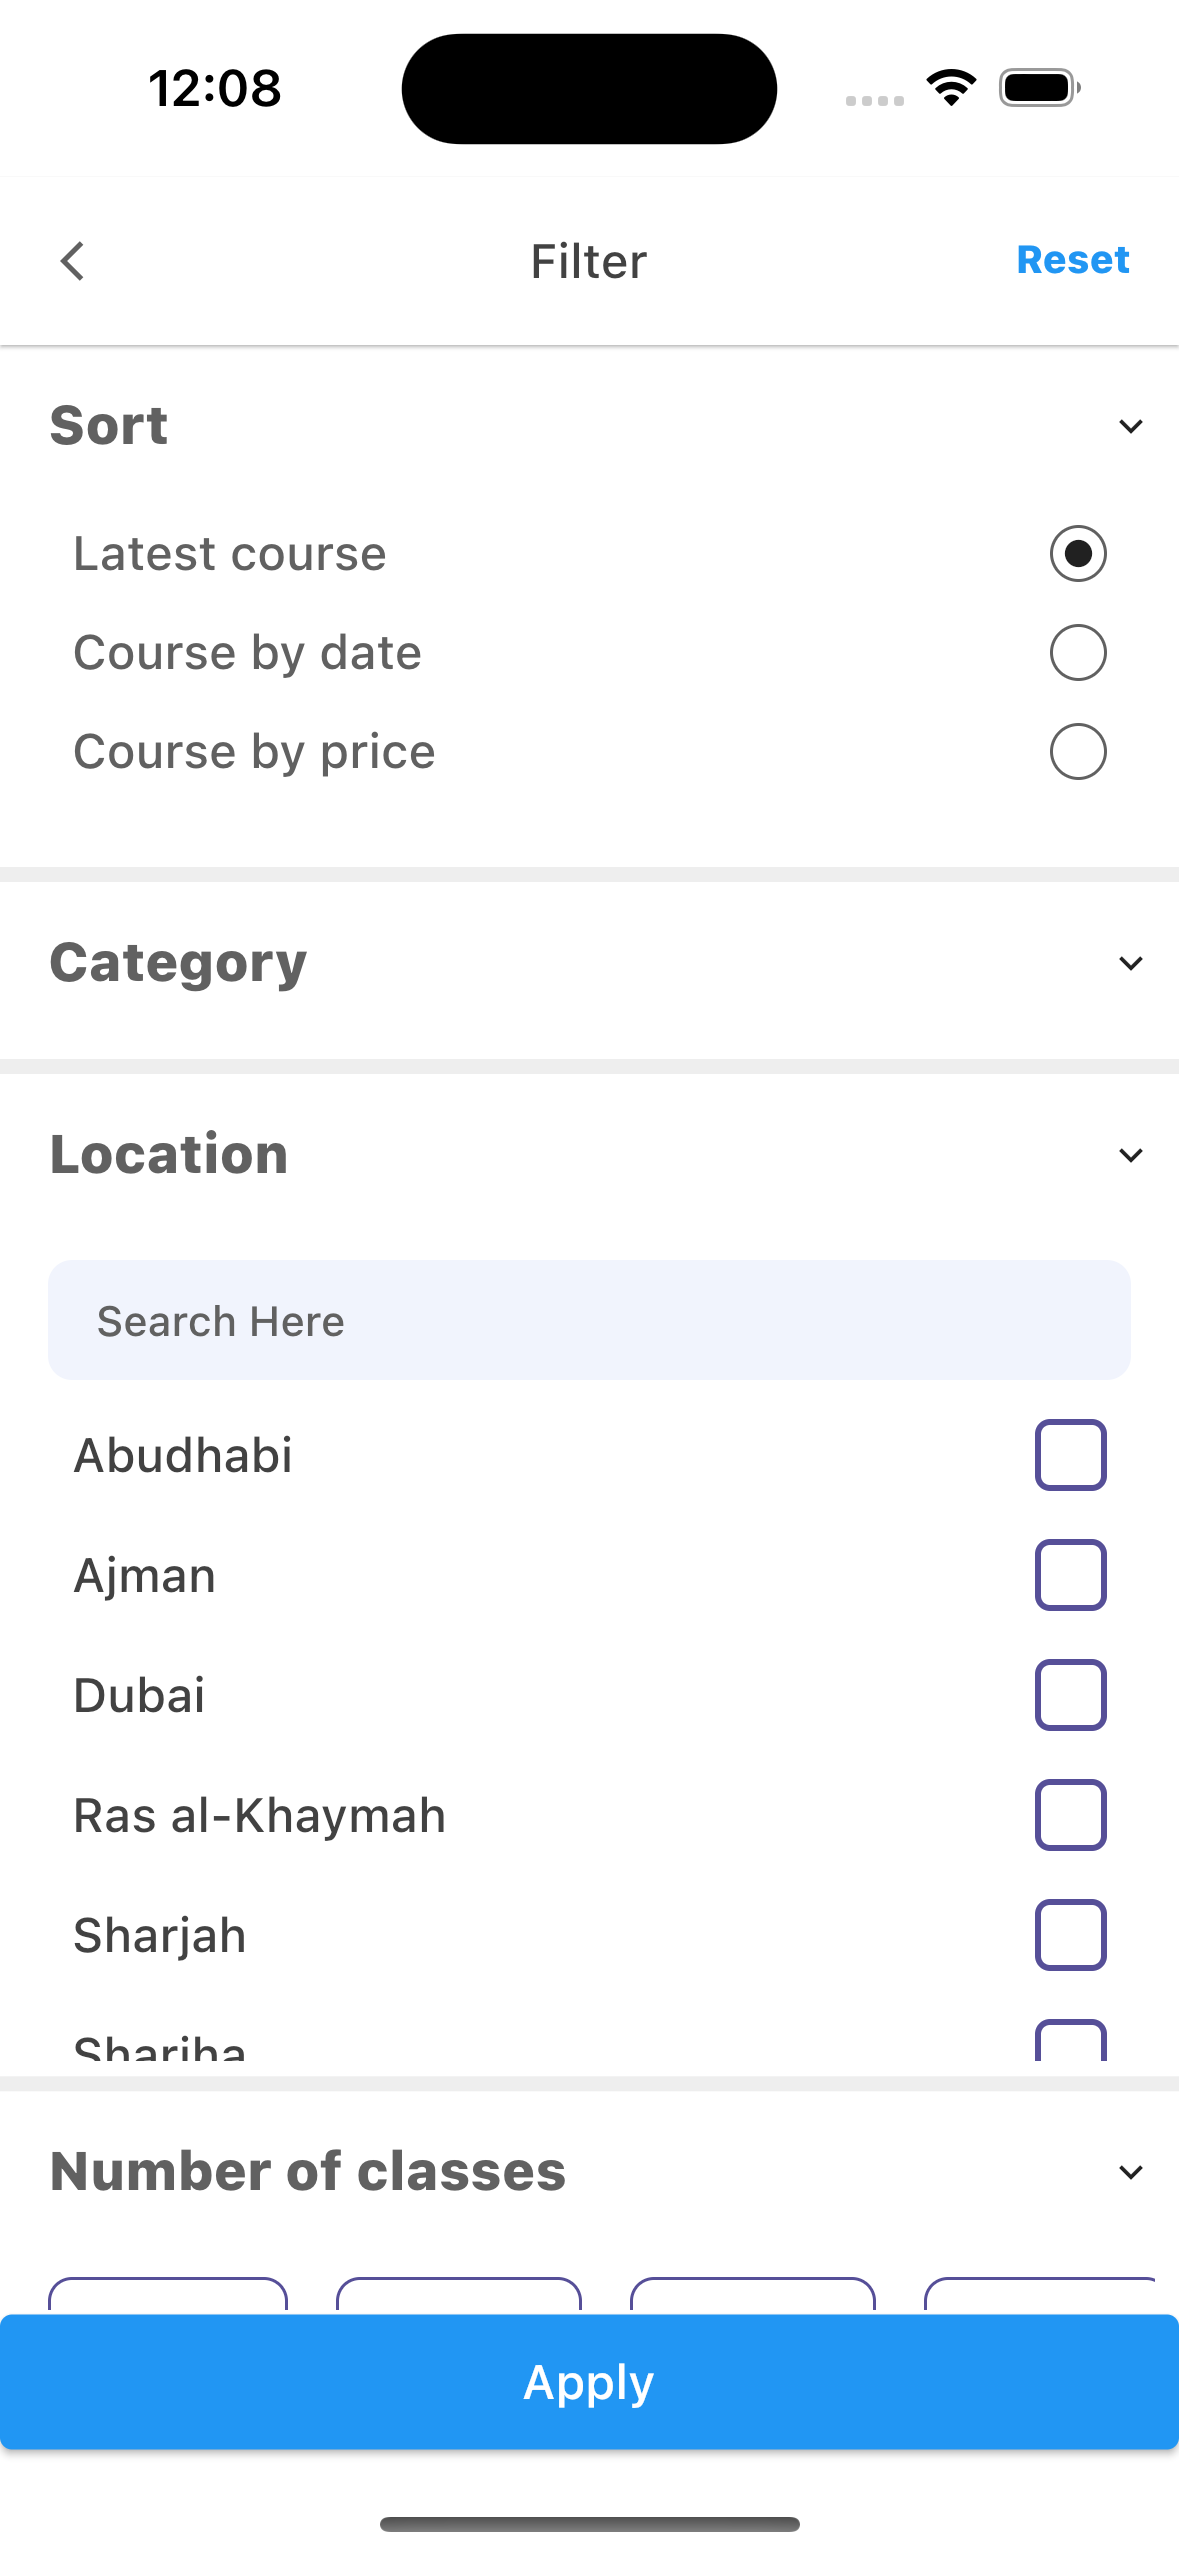 12:08
Filter
Reset
Sort
Latest course
Course by date
Course by price
Category
Location
Search Here
Abudhabi
Ajman
Dubai
Ras al-Khaymah
Sharjah
Sharjha
Number of classes
Apply